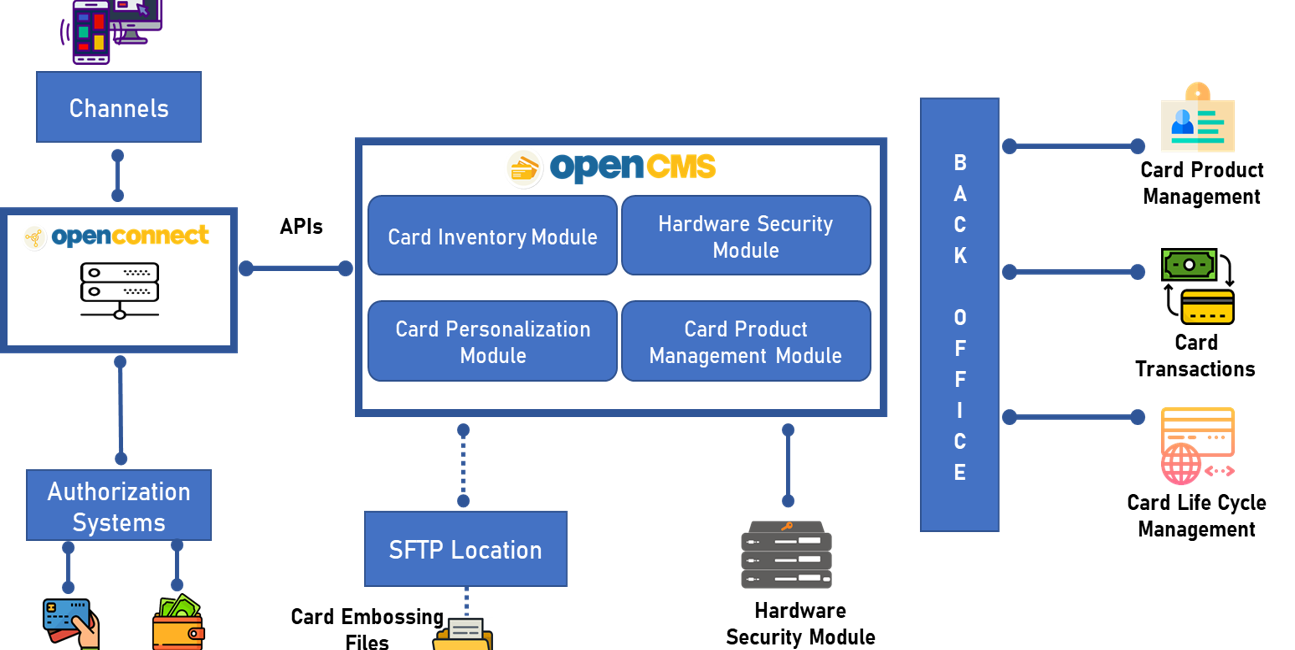 Channels
openconnect
APIs
openCMS
Card Inventory Module
Hardware Security
Module
Card Personalization
Module
Card Product
Management Module
Authorization
Systems
SFTP Location
Card Embossing
Files
Hardware
Security Module
B
A
C
K
O
F
F
I
C
E
Card Product
Management
Card
Transactions
Card Life Cycle
Management